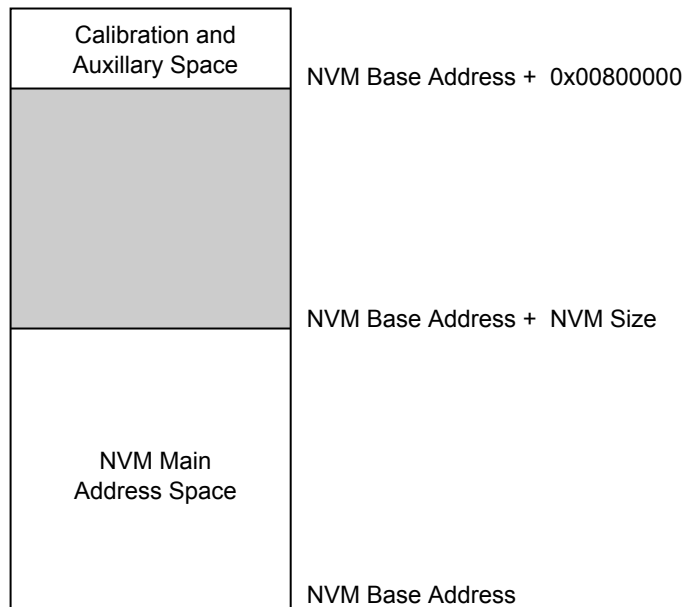 Calibration and
Auxillary Space
NVM Base Address + 0x00800000
NVM Base Address + NVM Size
NVM Main
Address Space
NVM Base Address